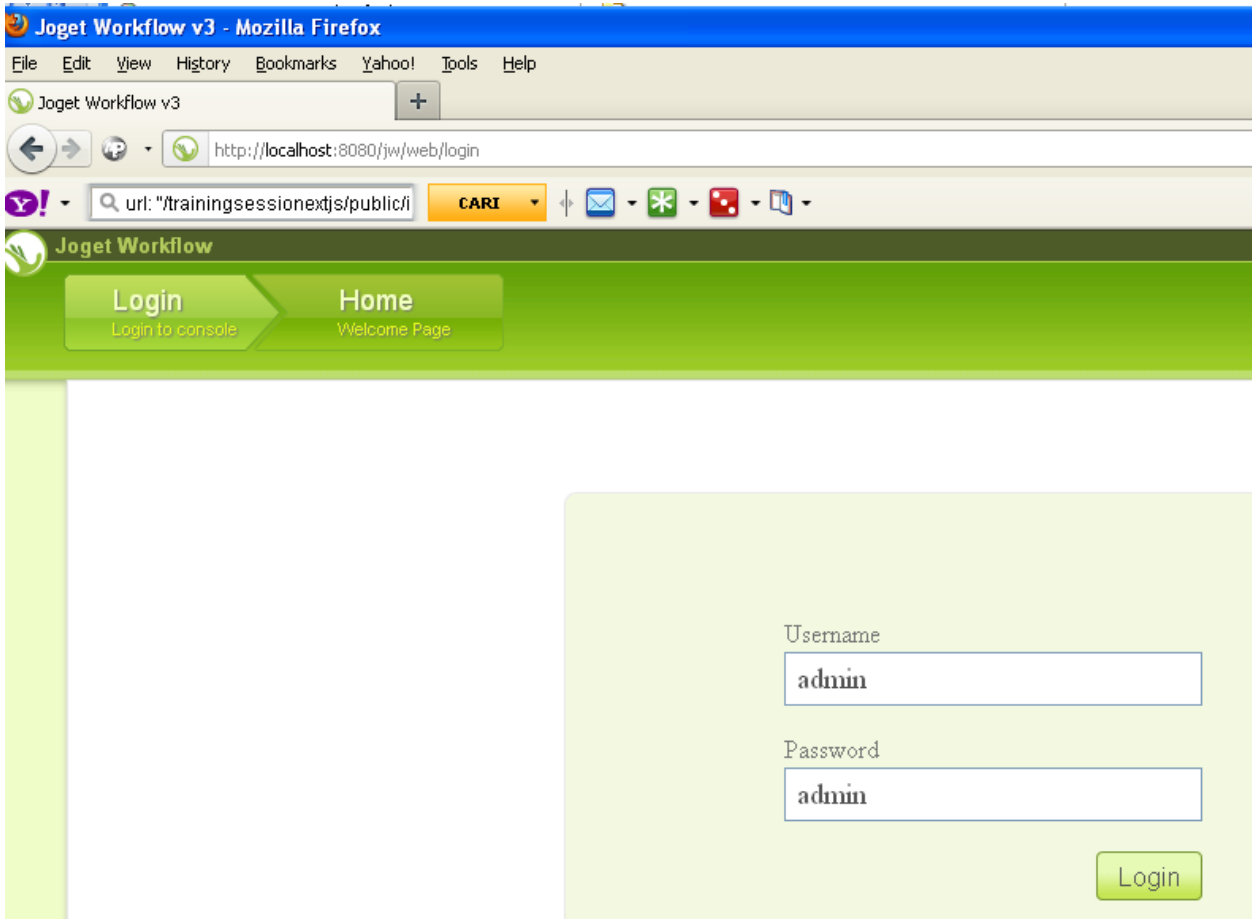 Joget Workflow v3 - Mozilla Firefox
File Edit View History Bookmarks Yahoo! Tools Help
Joget Workflow v3 +
http://localhost:8080/jw/web/login
Y! url: "/trainingsessionextjs/public/i CARI
Joget Workflow
Login Home
Login to console Welcome Page
Username
admin
Password
admin
Login